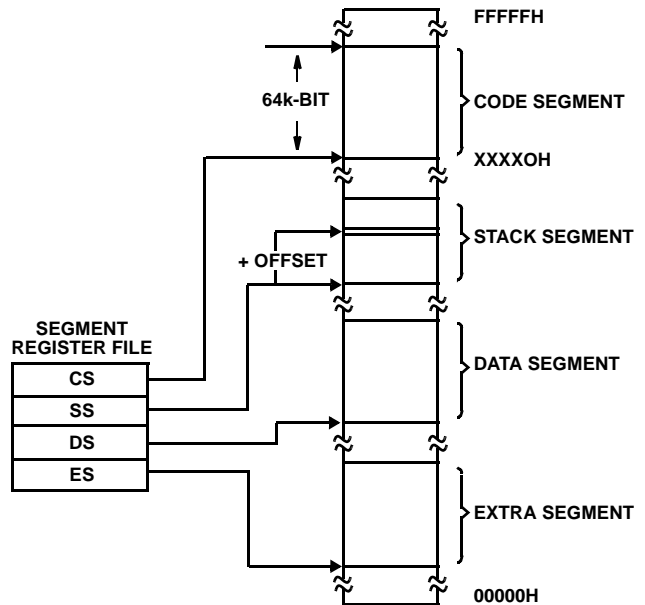 FFFFFH
64k-BIT
CODE SEGMENT
XXXXOH
STACK SEGMENT
+ OFFSET
SEGMENT
REGISTER FILE
CS
SS
DS
ES
DATA SEGMENT
EXTRA SEGMENT
00000H